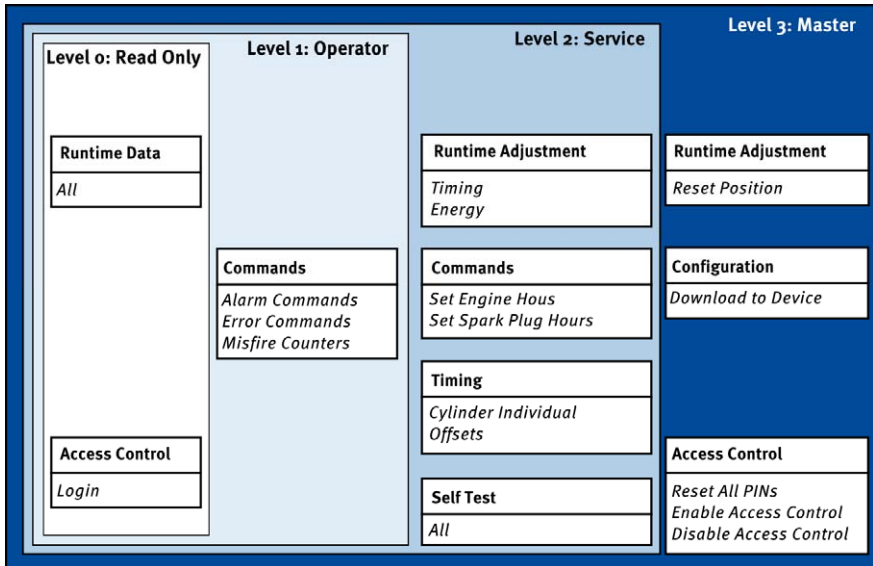 Level 3: Master
Level 2: Service
Level 1: Operator
Level 0: Read Only
Runtime Data
All
Access Control
Login
Commands
Alarm Commands
Error Commands
Misfire Counters
Runtime Adjustment
Timing
Energy
Commands
Set Engine Hous
Set Spark Plug Hours
Timing
Cylinder Individual
Offsets
Self Test
All
Runtime Adjustment
Reset Position
Configuration
Download to Device
Access Control
Reset All PINs
Enable Access Control
Disable Access Control